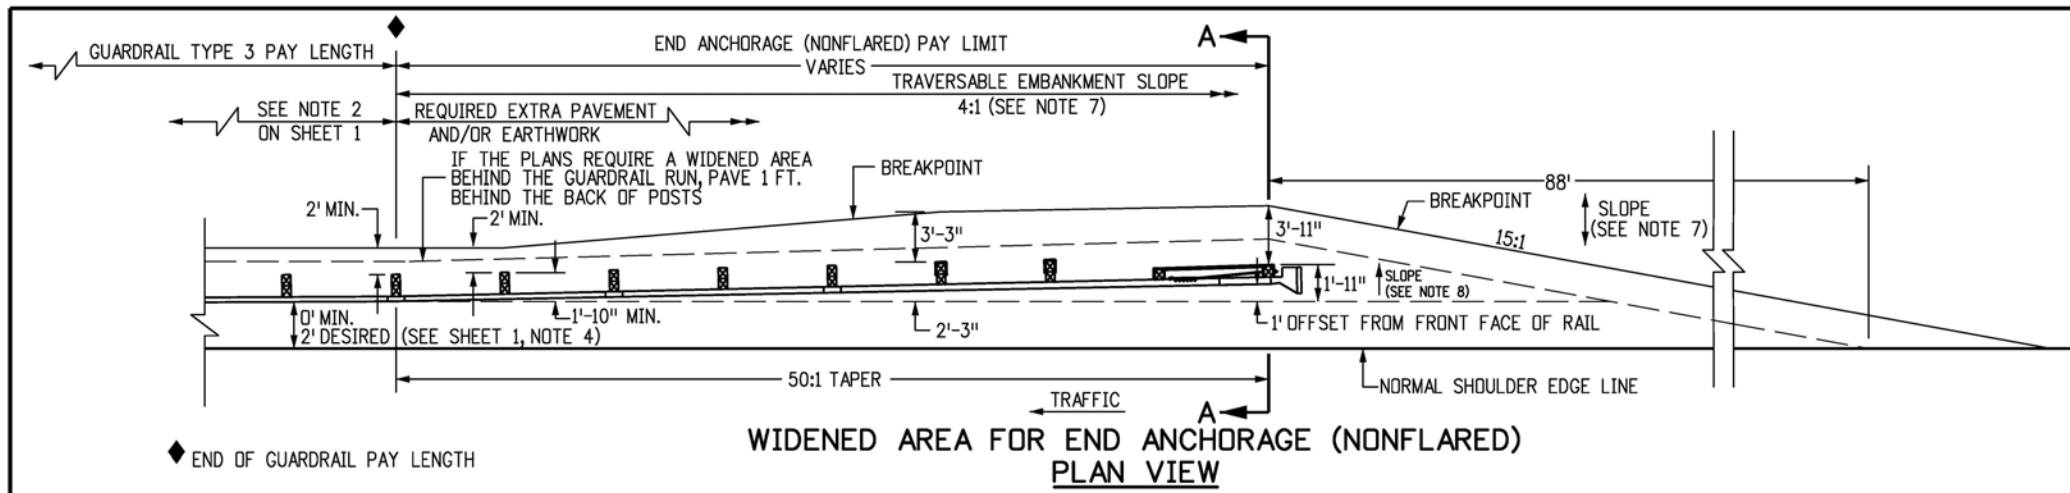 GUARDRAIL TYPE 3 PAY LENGTH
END ANCHORAGE (NONFLARED) PAY LIMIT
VARIES
A
TRAVERSABLE EMBANKMENT SLOPE
4:1 (SEE NOTE 7)
SEE NOTE 2
ON SHEET 1
REQUIRED EXTRA PAVEMENT
AND/OR EARTHWORK
IF THE PLANS REQUIRE A WIDENED AREA
BEHIND THE GUARDRAIL RUN, PAVE 1 FT.
BEHIND THE BACK OF POSTS
BREAKPOINT
88'
BREAKPOINT
SLOPE
(SEE NOTE 7)
2' MIN.
2' MIN.
3'-3"
3'-11"
15:1
1'-11"
SLOPE
(SEE NOTE 8)
0' MIN.
2' DESIRED (SEE SHEET 1, NOTE 4)
1'-10" MIN.
2'-3"
1' OFFSET FROM FRONT FACE OF RAIL
50:1 TAPER
NORMAL SHOULDER EDGE LINE
TRAFFIC
A
WIDENED AREA FOR END ANCHORAGE (NONFLARED)
PLAN VIEW
END OF GUARDRAIL PAY LENGTH